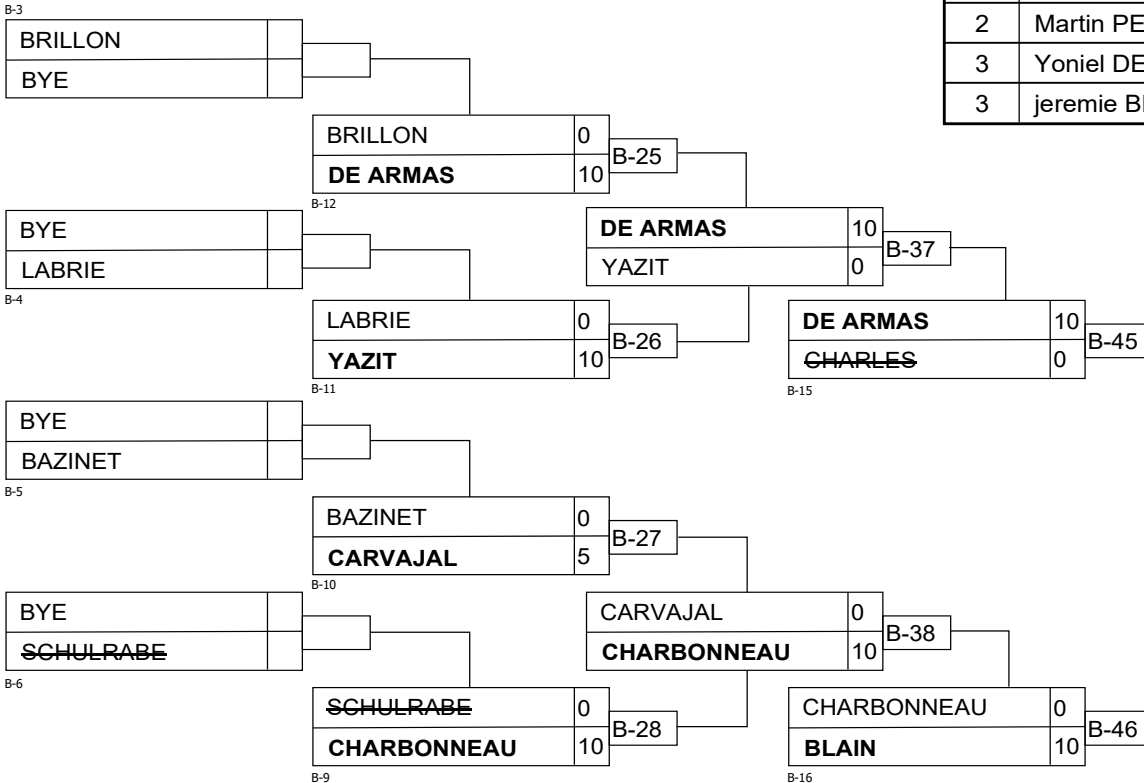 B-3
BRILLON
BYE
2 Martin
3 Yoniel
3 jeremie
BRILLON 0
DE ARMAS 10
B-25
B-12
BYE
LABRIE
B-4
DE ARMAS 10
YAZIT 0
B-37
LABRIE 0
YAZIT 10
B-26
B-11
DE ARMAS 10
CHARLES 0
B-45
B-15
BYE
BAZINET
B-5
BAZINET 0
CARVAJAL 5
B-27
B-10
BYE
SCHULRABE
B-6
CARVAJAL 0
CHARBONNEAU 10
B-38
SCHULRABE 0
CHARBONNEAU 10
B-28
B-9
CHARBONNEAU 0
BLAIN 10
B-46
B-16